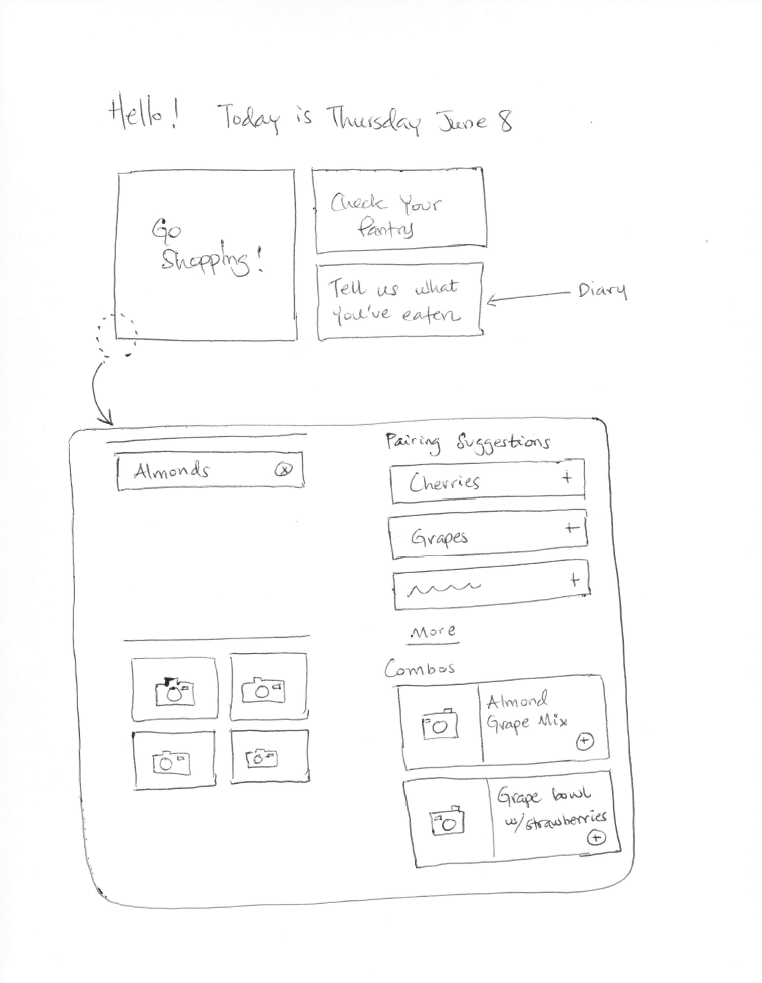 Hello! Today is Thursday June 8
Go
Shopping!
Check Your
Pantry
Tell us what
you've eaten
Diary
Almonds
Pairing Suggestions
Cherries +
Grapes +
+
More
Combos
Almond
Grape Mix
+
Grape bowl
w/strawberries
+